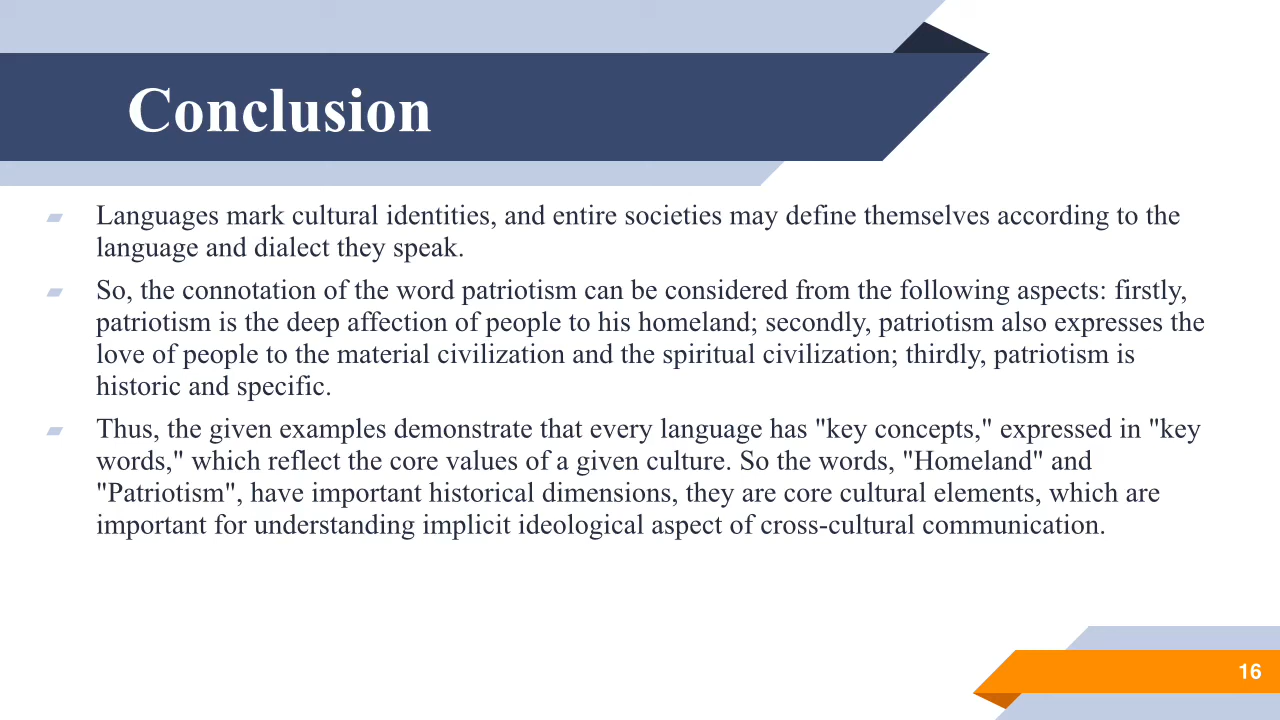 Conclusion
Languages mark cultural identities, and entire societies may define themselves according to the
language and dialect they speak.
So, the connotation of the word patriotism can be considered from the following aspects: firstly,
patriotism is the deep affection of people to his homeland; secondly, patriotism also expresses the
love of people to the material civilization and the spiritual civilization; thirdly, patriotism is
historic and specific.
Thus, the given examples demonstrate that every language has "key concepts," expressed in "key
words," which reflect the core values of a given culture. So the words, "Homeland" and
"Patriotism", have important historical dimensions, they are core cultural elements, which are
important for understanding implicit ideological aspect of cross-cultural communication.
16